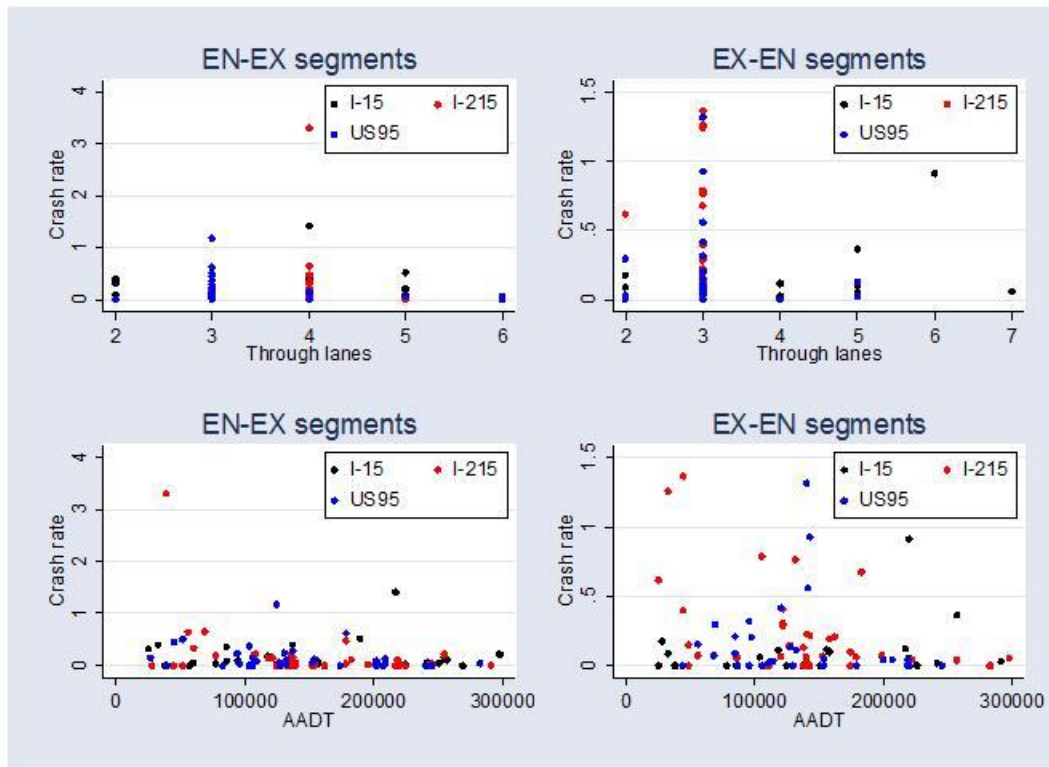 EN-EX segments
4
3
2
1
0
Crash rate
I-15 I-215
US95
2 3 4 5 6
Through lanes
EX-EN segments
1.5
1
.5
0
Crash rate
I-15 I-215
US95
2 3 4 5 6 7
Through lanes
EN-EX segments
4
3
2
1
0
Crash rate
I-15 I-215
US95
0 100000 200000 300000
AADT
EX-EN segments
1.5
1
.5
0
Crash rate
I-15 I-215
US95
0 100000 200000 300000
AADT